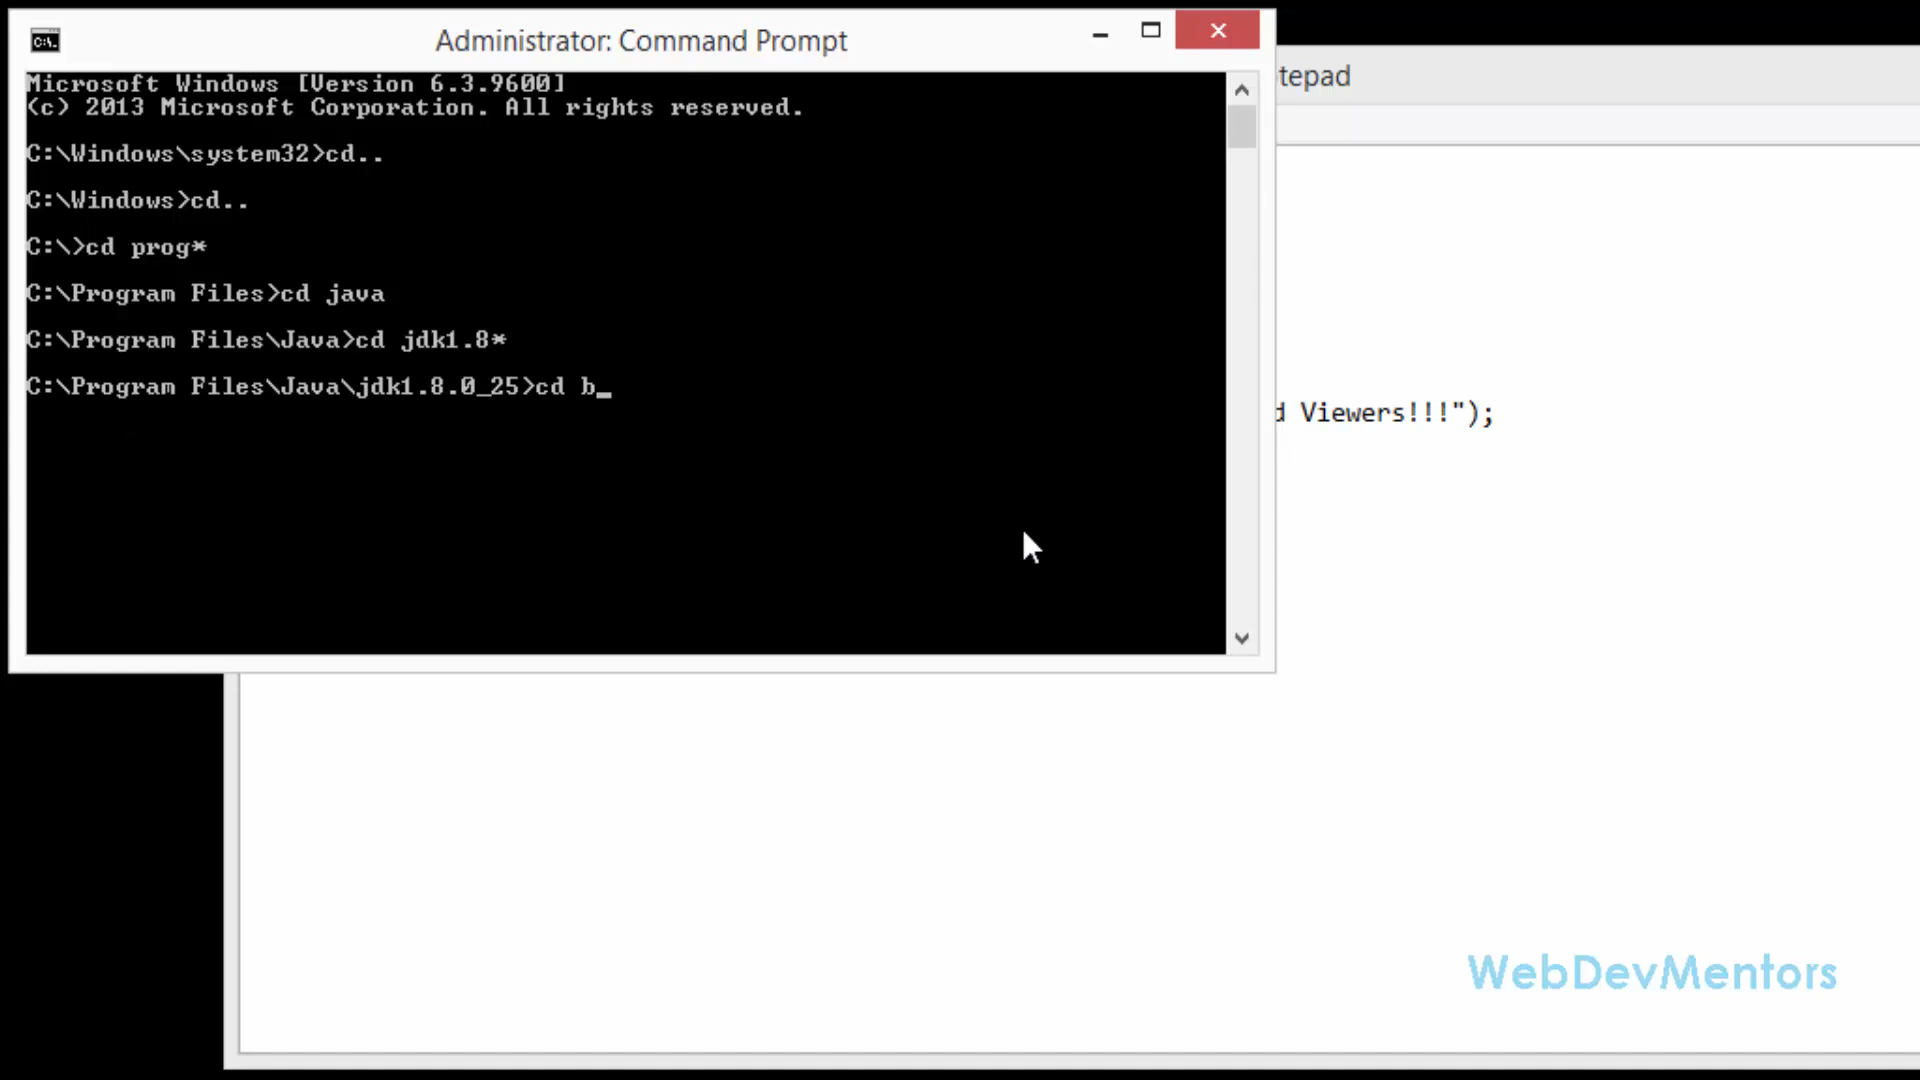 Administrator: Command Prompt
Microsoft Windows [Version 6.3.9600]
(c) 2013 Microsoft Corporation. All rights reserved.
C:\Windows\system32>cd..
C:\Windows>cd..
C:\>cd prog*
C:\Program Files>cd java
C:\Program Files\Java>cd jdk1.8*
C:\Program Files\Java\jdk1.8.0_25>cd b_
tepad
d Viewers!!!");
WebDevMentors